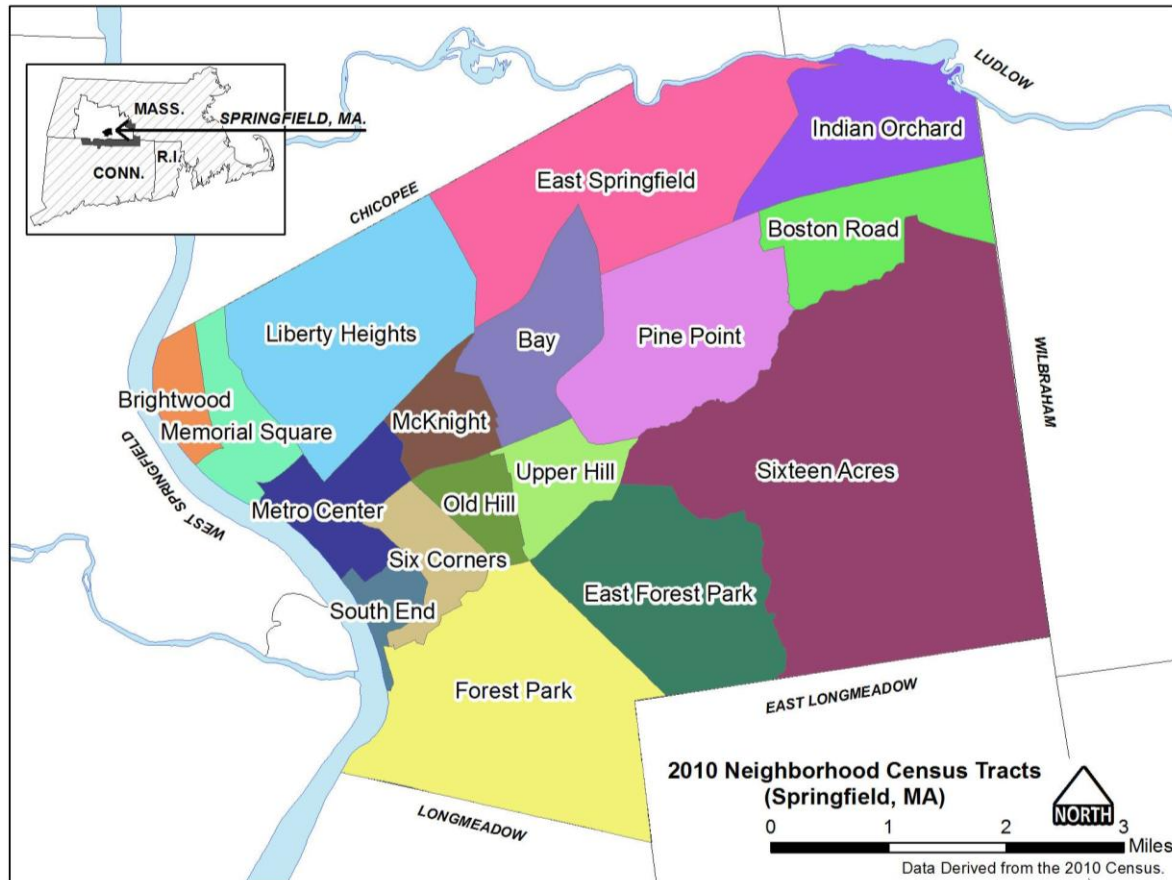 MASS.
SPRINGFIELD, MA.
R.I.
CONN.
LUDLOW
Indian Orchard
East Springfield
CHICOPEE
Boston Road
Liberty Heights
Bay
Pine Point
WILBRAHAM
Brightwood
McKnight
Memorial Square
WEST SPRINGFIELD
Upper Hill
Sixteen Acres
Old Hill
Metro Center
Six Corners
East Forest Park
South End
Forest Park
EAST LONGMEADOW
LONGMEADOW
2010 Neighborhood Census Tracts
(Springfield, MA)
NORTH
0 1 2 3
Miles
Data Derived from the 2010 Census.